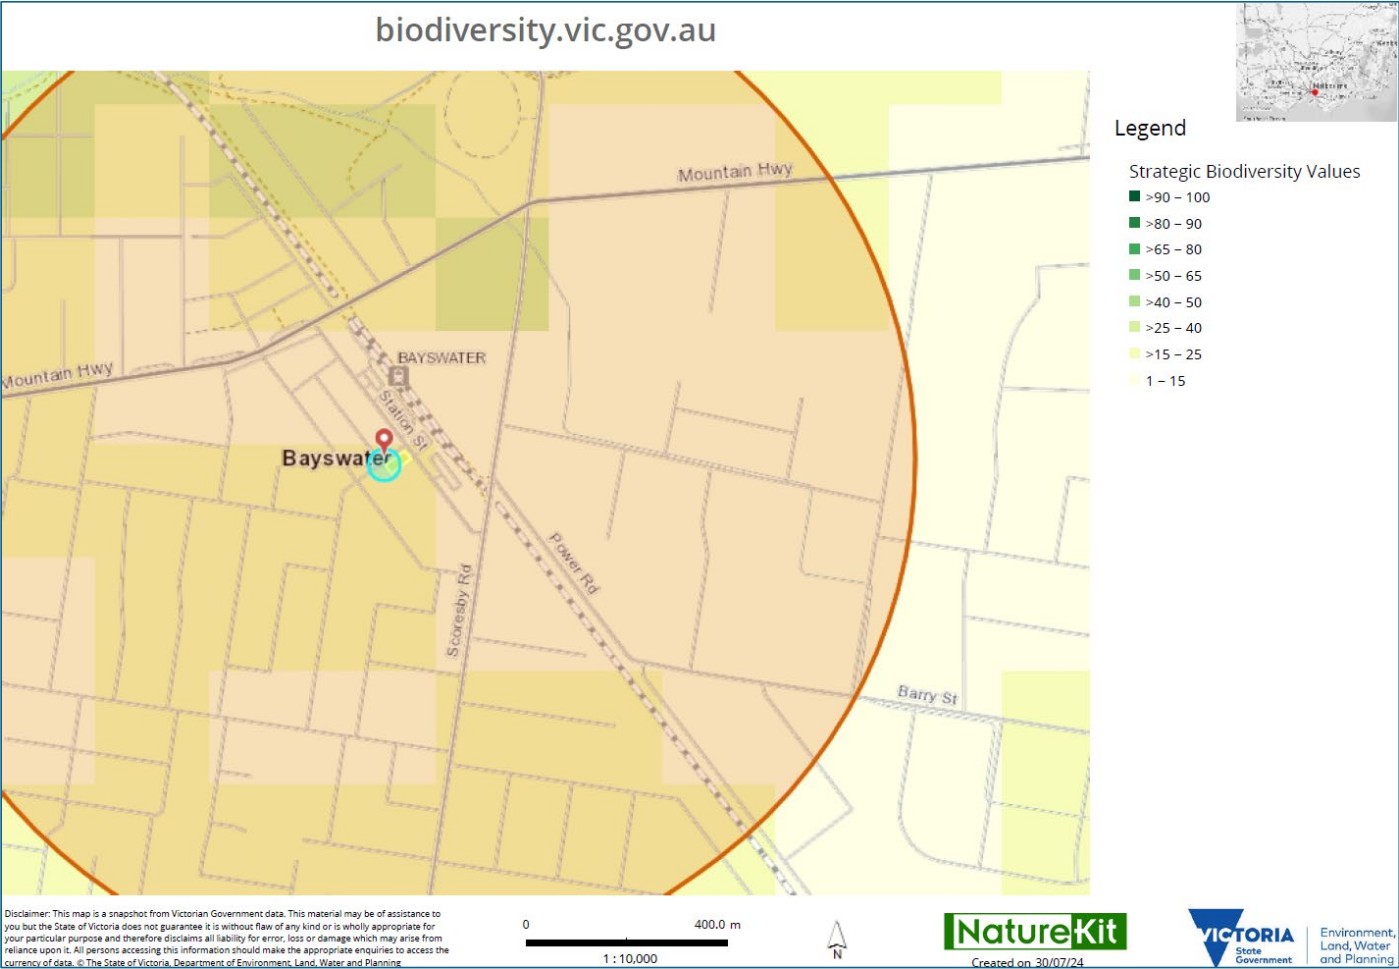 biodiversity.vic.gov.au
Melbourne
Mountain Hwy
BAYSWATER
Mountain Hwy
Station St
Bayswater
Power Rd
Scoresby Rd
Barry St
Legend
Strategic Biodiversity Values
>90 – 100
>80 – 90
>65 – 80
>50 – 65
>40 – 50
>25 – 40
>15 – 25
1 – 15
Disclaimer: This map is a snapshot from Victorian Government data. This material may be of assistance to
you but the State of Victoria does not guarantee it is without flaw of any kind or is wholly appropriate for
your particular purpose and therefore disclaims all liability for error, loss or damage which may arise from
reliance upon it. All persons accessing this information should make the appropriate enquiries to access the
currency of data. © The State of Victoria, Department of Environment, Land, Water and Planning
0 400.0 m
1 : 10,000
N
NatureKit
Created on 30/07/24
VICTORIA
State
Government
Environment,
Land, Water
and Planning